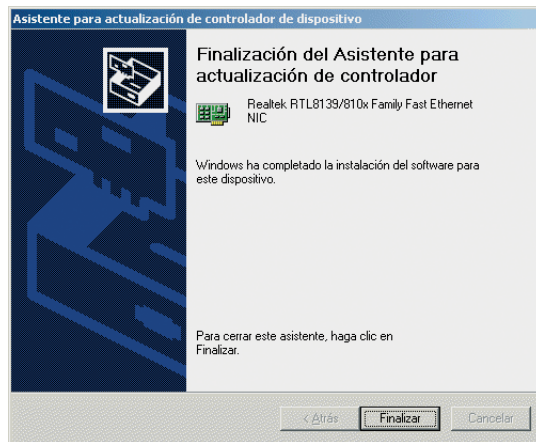 Asistente para actualización de controlador de dispositivo
Finalización del Asistente para
actualización de controlador
Realtek RTL8139/810x Family Fast Ethernet
NIC
Windows ha completado la instalación del software para
este dispositivo.
Para cerrar este asistente, haga clic en
Finalizar.
< Atrás Finalizar Cancelar